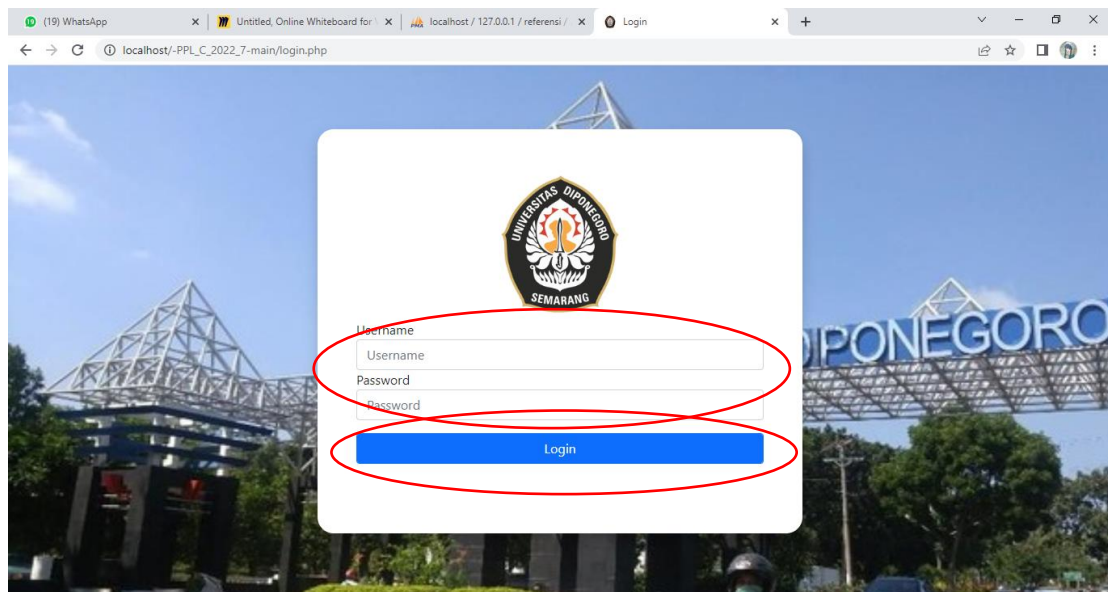 (19) WhatsApp
Untitled, Online Whiteboard for
localhost / 127.0.0.1 / referensi /
Login
localhost/-PPL_C_2022_7-main/login.php
UNIVERSITAS DIPONEGORO
SEMARANG
DIPONEGORO
Username
Username
Password
Password
Login